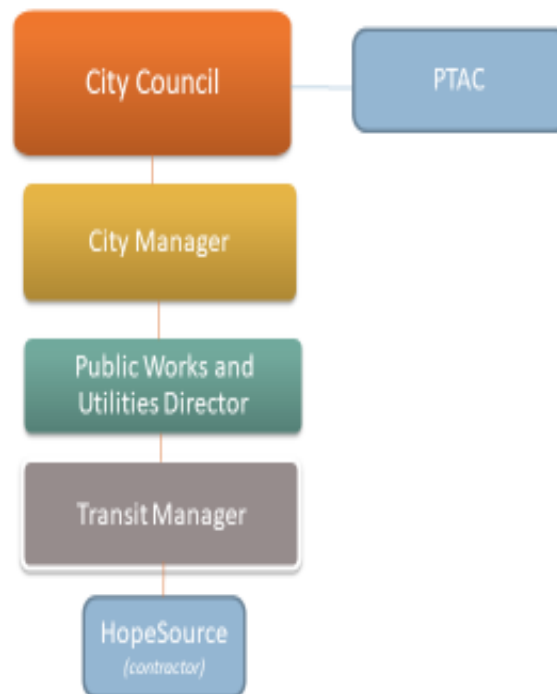 City Council
PTAC
City Manager
Public Works and
Utilities Director
Transit Manager
HopeSource
(contractor)